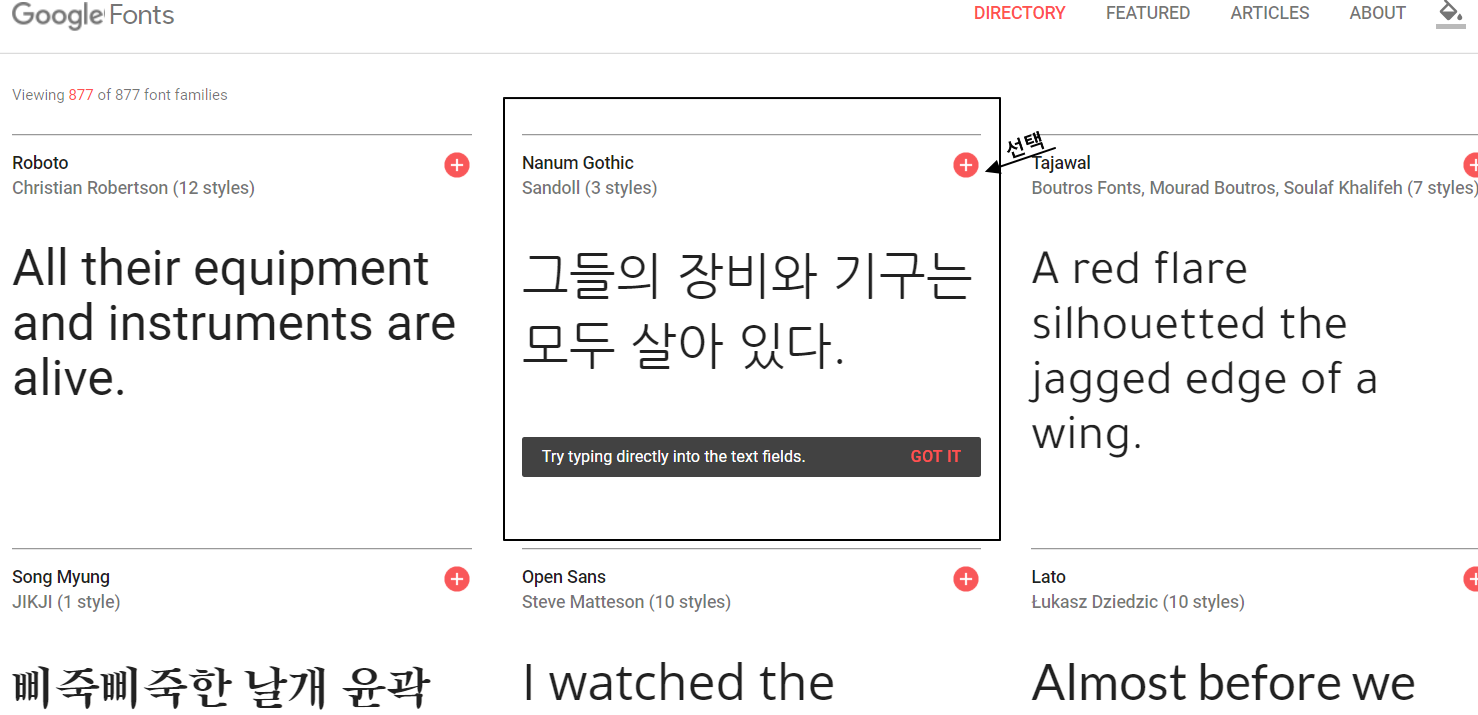 Google Fonts
DIRECTORY FEATURED ARTICLES ABOUT
Viewing 877 of 877 font families
Roboto
Christian Robertson (12 styles)
All their equipment
and instruments are
alive.
Nanum Gothic
Sandoll (3 styles)
그들의 장비와 기구는
모두 살아 있다.
Try typing directly into the text fields. GOT IT
선택
Tajawal
Boutros Fonts, Mourad Boutros, Soulaf Khalifeh (7 styles)
A red flare
silhouetted the
jagged edge of a
wing.
Song Myung
JIKJI (1 style)
삐죽삐죽한 날개 윤곽
Open Sans
Steve Matteson (10 styles)
I watched the
Lato
Łukasz Dziedzic (10 styles)
Almost before we